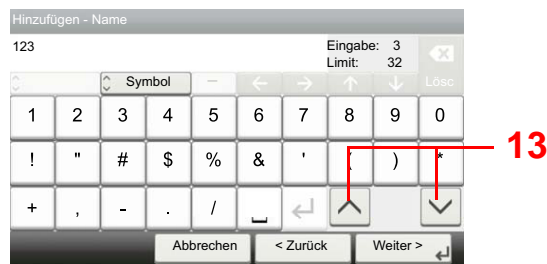 Hinzufügen - Name
123
Eingabe: 3
Limit: 32
Symbol
Lösc
1 2 3 4 5 6 7 8 9 0
! " # $ % & ' ( ) *
+ , - . /
13
Abbrechen < Zurück Weiter >